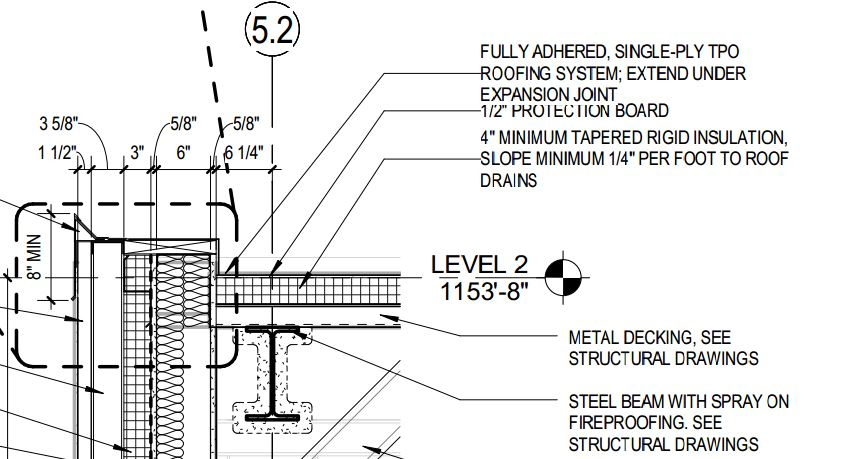 5.2
FULLY ADHERED, SINGLE-PLY TPO
ROOFING SYSTEM; EXTEND UNDER
EXPANSION JOINT
1/2" PROTECTION BOARD
4" MINIMUM TAPERED RIGID INSULATION,
SLOPE MINIMUM 1/4" PER FOOT TO ROOF
DRAINS
3 5/8" 5/8" 5/8"
1 1/2" 3" 6" 6 1/4"
8" MIN
LEVEL 2
1153'-8"
METAL DECKING, SEE
STRUCTURAL DRAWINGS
STEEL BEAM WITH SPRAY ON
FIREPROOFING. SEE
STRUCTURAL DRAWINGS